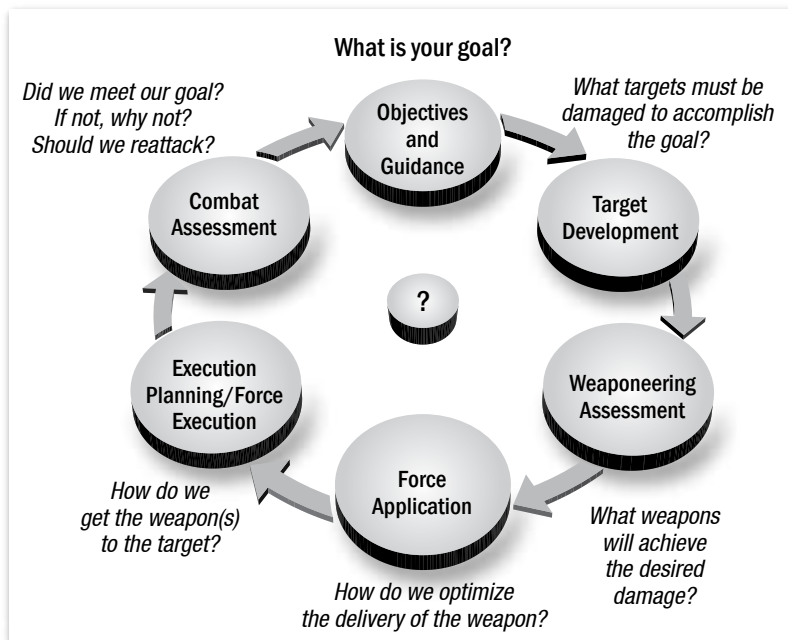 What is your goal?
Objectives
and
Guidance
What targets must be
damaged to accomplish
the goal?
Target
Development
Weaponeering
Assessment
What weapons
will achieve
the desired
damage?
Force
Application
How do we optimize
the delivery of the weapon?
Execution
Planning/Force
Execution
How do we
get the weapon(s)
to the target?
Combat
Assessment
Did we meet our goal?
If not, why not?
Should we reattack?
?